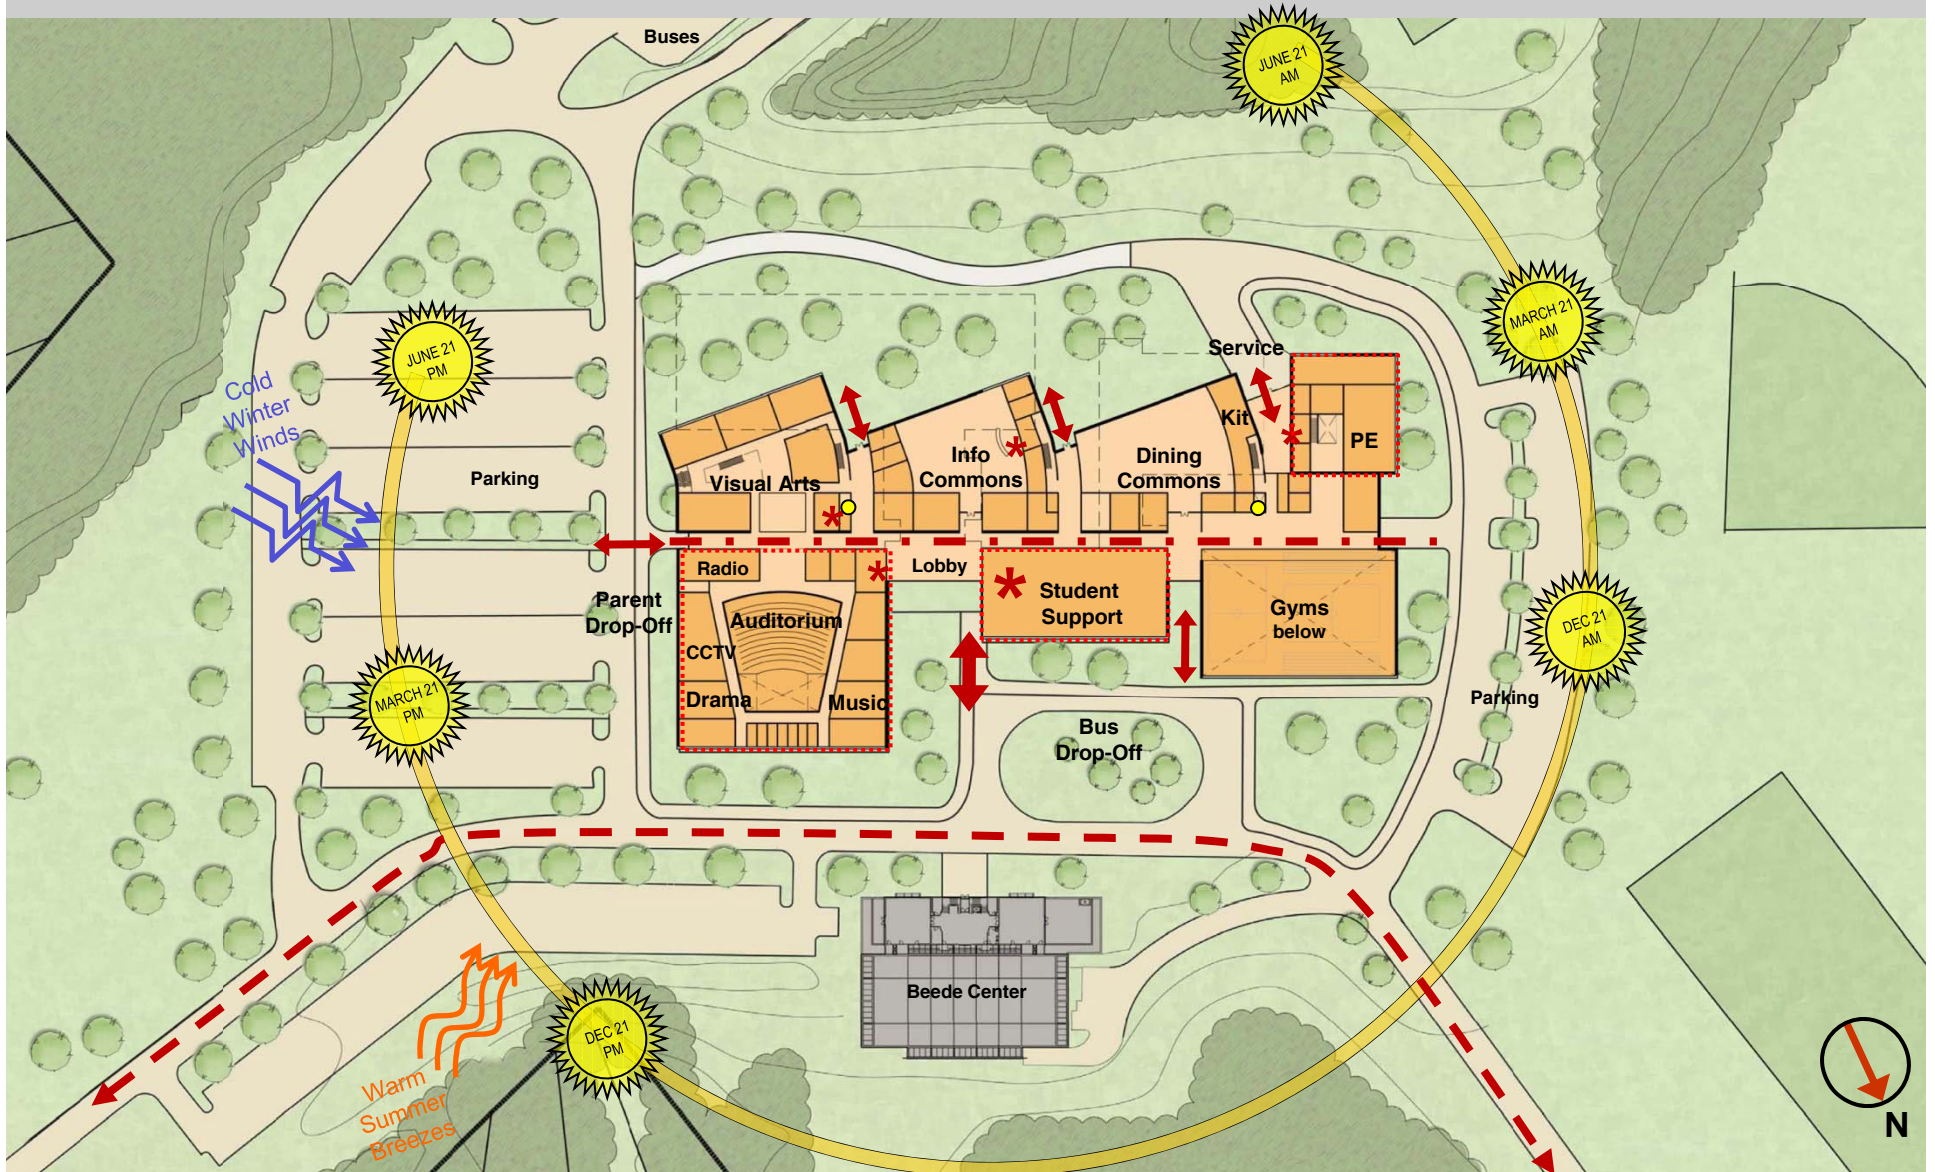 Buses
JUNE 21
AM
MARCH 21
AM
JUNE 21
PM
Cold
Winter
Winds
Service
Kit
PE
Info
Commons
Dining
Commons
Visual Arts
Parking
Radio
Lobby
Student
Support
Gyms
below
Parent
Drop-Off
Auditorium
CCTV
Drama
Music
DEC 21
AM
MARCH 21
PM
Parking
Bus
Drop-Off
Beede Center
DEC 21
PM
Warm
Summer
Breezes
N